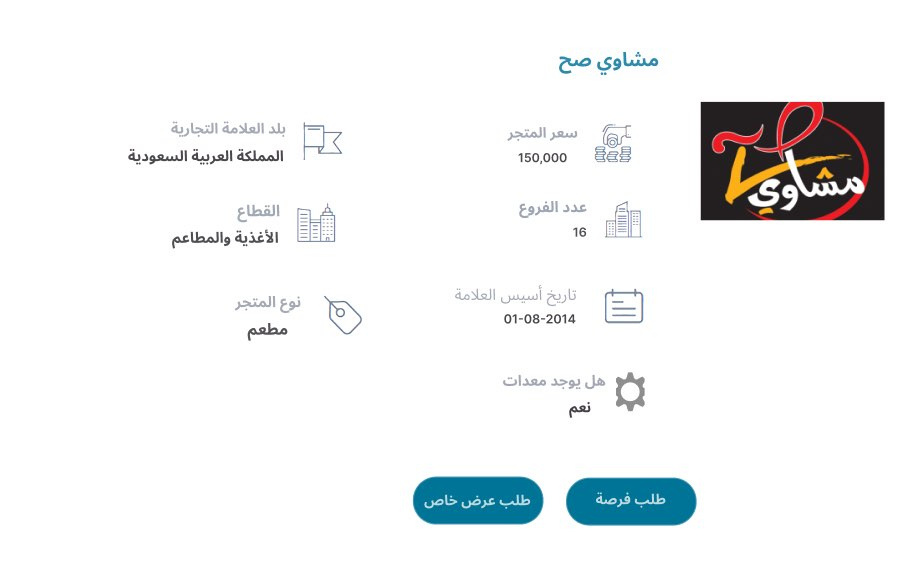 مشاوي صح
مشاوي صح
سعر المتجر
150,000
بلد العلامة التجارية
المملكة العربية السعودية
عدد الفروع
16
القطاع
الأغذية والمطاعم
تاريخ أسيس العلامة
01-08-2014
نوع المتجر
مطعم
هل يوجد معدات
نعم
طلب فرصة
طلب عرض خاص